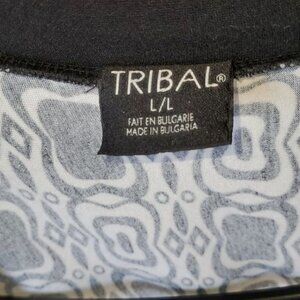 TRIBAL®
L/L
FAIT EN BULGARIE
MADE IN BULGARIA